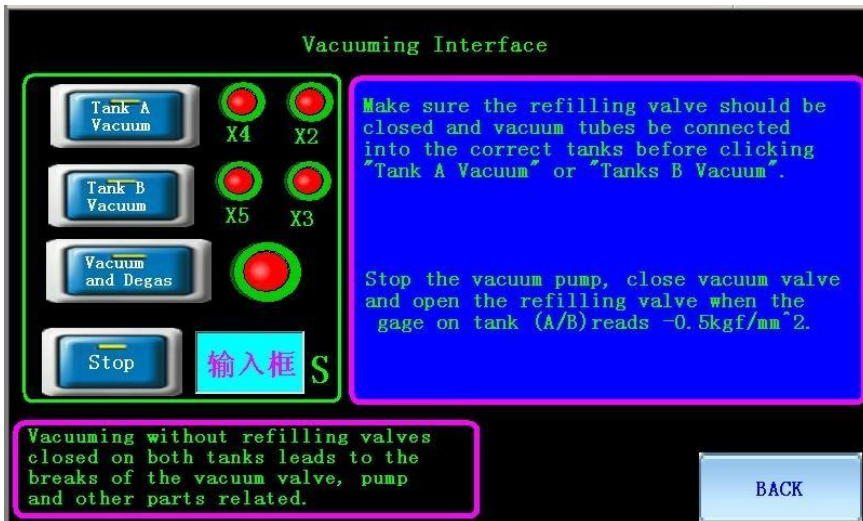 Vacuuming Interface
Tank A
Vacuum
X4
X2
Tank B
Vacuum
X5
X3
Vacuum
and Degas
Stop
输入框
S
Make sure the refilling valve should be
closed and vacuum tubes be connected
into the correct tanks before clicking
"Tank A Vacuum" or "Tanks B Vacuum".
Stop the vacuum pump, close vacuum valve
and open the refilling valve when the
gage on tank (A/B)reads -0.5kgf/mm^2.
Vacuuming without refilling valves
closed on both tanks leads to the
breaks of the vacuum valve, pump
and other parts related.
BACK